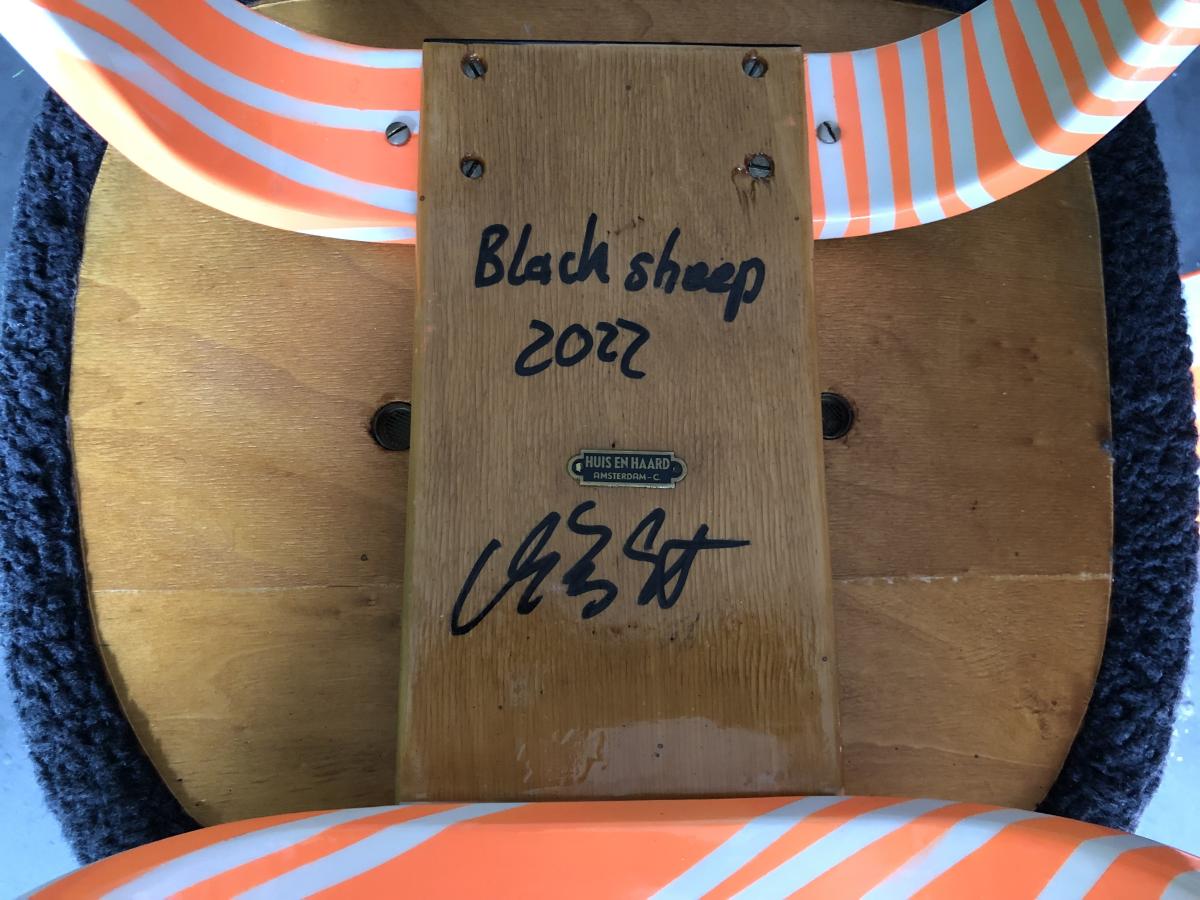 Black sheep
2022
HUIS EN HAARD
AMSTERDAM-C.